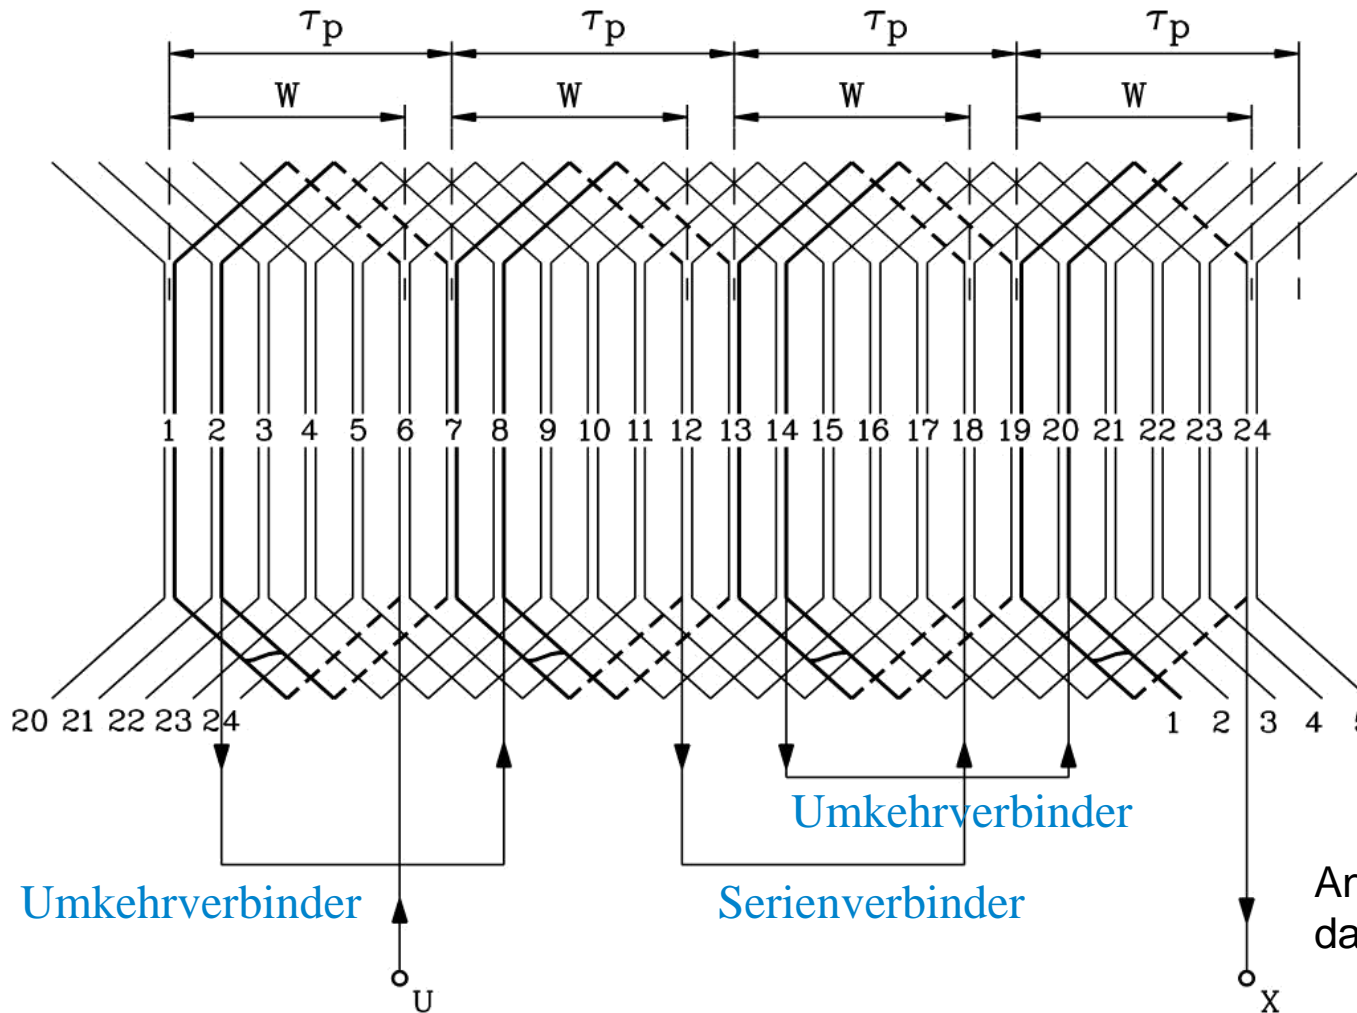 τp τp τp τp
W W W W
1 2 3 4 5 6 7 8 9 10 11 12 13 14 15 16 17 18 19 20 21 22 23 24
20 21 22 23 24 1 2 3 4
Umkehrverbinder
Umkehrverbinder Serienverbinder
Ar
da
U X